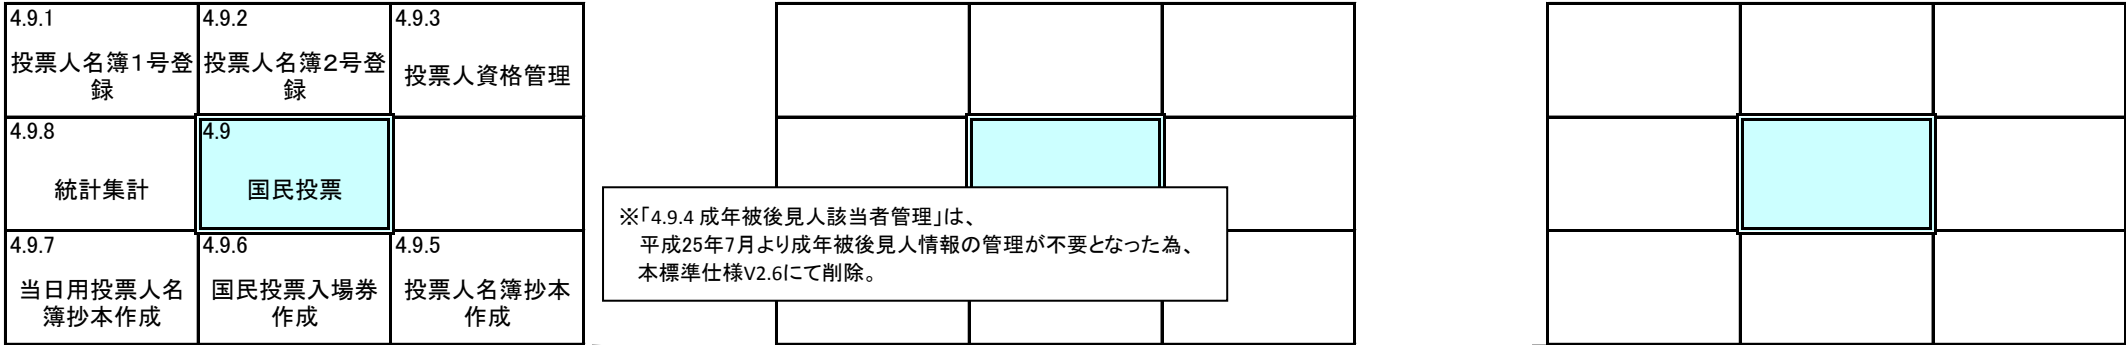 4.9.1
投票人名簿1号登
録
4.9.2
投票人名簿2号登
録
4.9.3
投票人資格管理
4.9.8
統計集計
4.9
国民投票
4.9.7
当日用投票人名
簿抄本作成
4.9.6
国民投票入場券
作成
4.9.5
投票人名簿抄本
作成
※「4.9.4 成年被後見人該当者管理」は、
平成25年7月より成年被後見人情報の管理が不要となった為、
本標準仕様V2.6にて削除。